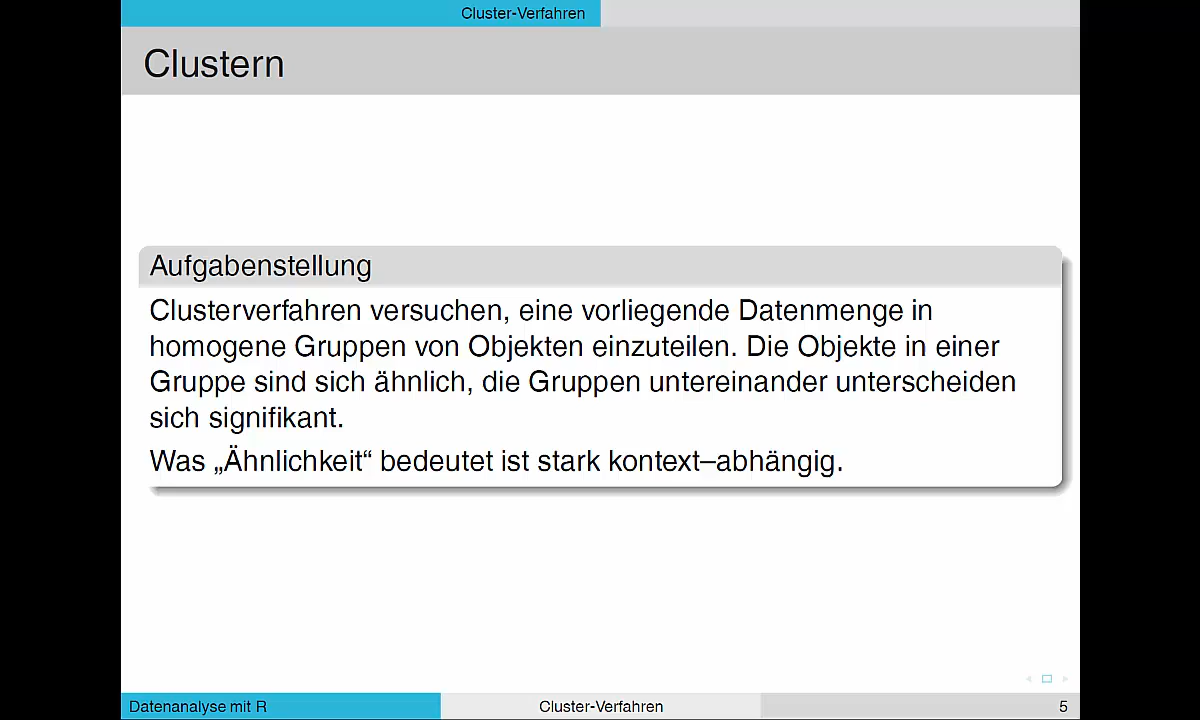 Cluster-Verfahren
Clustern
Aufgabenstellung
Clusterverfahren versuchen, eine vorliegende Datenmenge in
homogene Gruppen von Objekten einzuteilen. Die Objekte in einer
Gruppe sind sich ähnlich, die Gruppen untereinander unterscheiden
sich signifikant.
Was „Ähnlichkeit“ bedeutet ist stark kontext–abhängig.
Datenanalyse mit R
Cluster-Verfahren
5